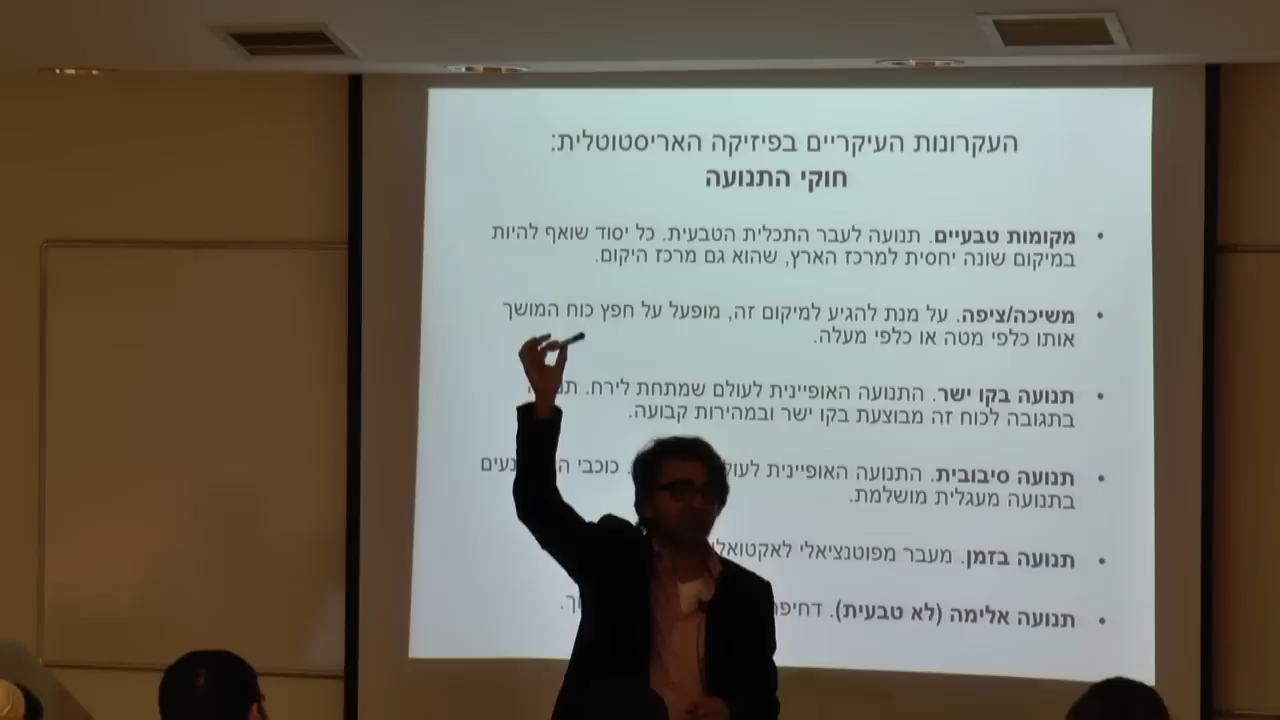 העקרונות העיקריים בפיזיקה האריסטוטלית:
חוקי התנועה
• מקומות טבעיים. תנועה לעבר התכלית הטבעית. כל יסוד שואף להיות
במיקום שונה יחסית למרכז הארץ, שהוא גם מרכז היקום.
• משיכה/ציפה. על מנת להגיע למיקום זה, מופעל על חפץ כוח המושך
אותו כלפי מטה או כלפי מעלה.
• תנועה בקו ישר. התנועה האופיינית לעולם שמתחת לירח.
בתגובה לכוח זה מבוצעת בקו ישר ובמהירות קבועה.
• תנועה סיבובית. התנועה האופיינית כוכבי
בתנועה מעגלית מושלמת.
• תנועה בזמן. מעבר מפוטנציאלי
• תנועה אלימה (לא טבעית).